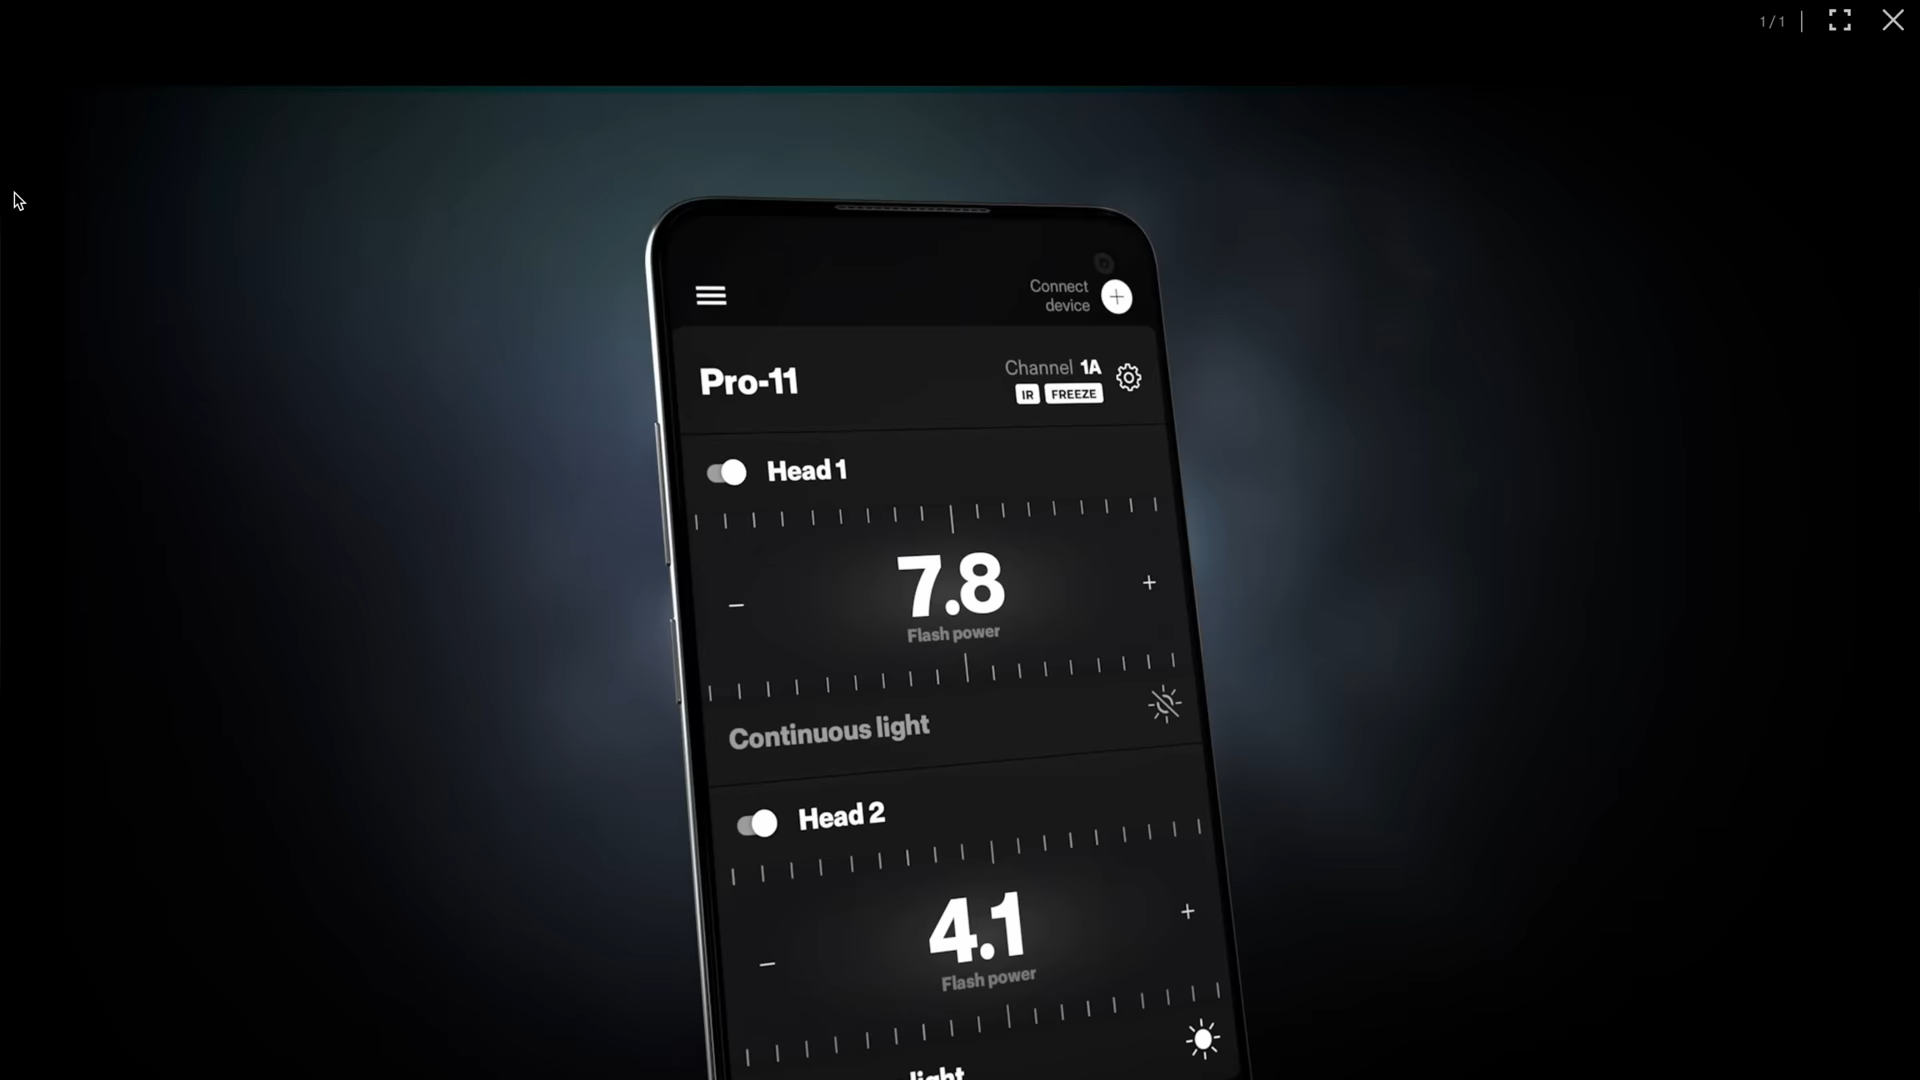 1/1
Connect
device
Pro-11
Channel 1A
IR FREEZE
Head 1
7.8
Flash power
Continuous light
Head 2
4.1
Flash power
light